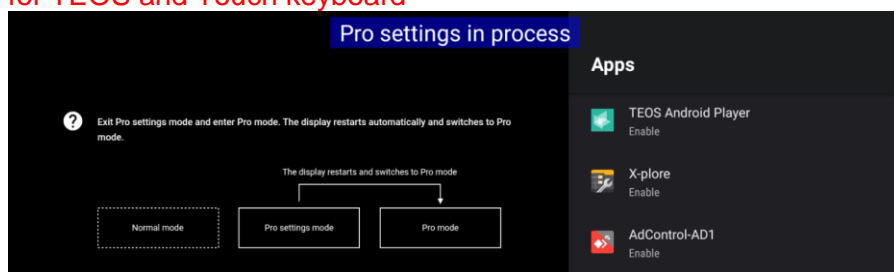 for TEOS and Touch keyboard
Pro settings in process
Exit Pro settings mode and enter Pro mode. The display restarts automatically and switches to Pro
mode.
The display restarts and switches to Pro mode
Normal mode
Pro settings mode
Pro mode
Apps
TEOS Android Player
Enable
X-plore
Enable
AdControl-AD1
Enable